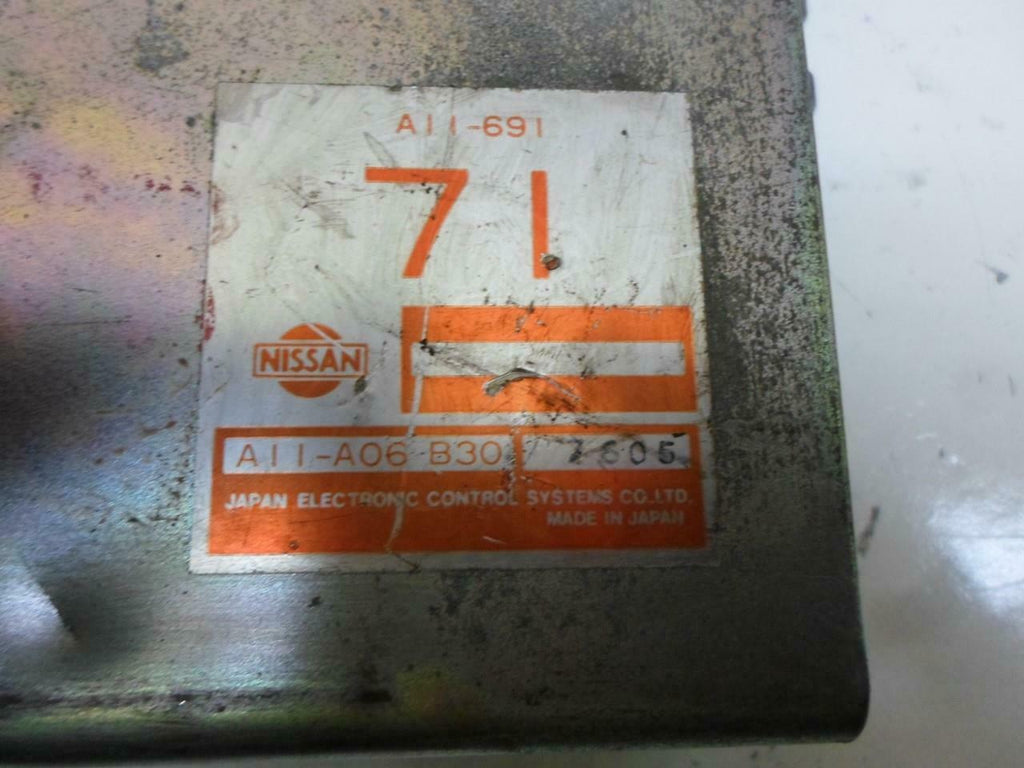 A11-691
71
NISSAN
A11-A06 B30
JAPAN ELECTRONIC CONTROL SYSTEMS CO.LTD.
MADE IN JAPAN